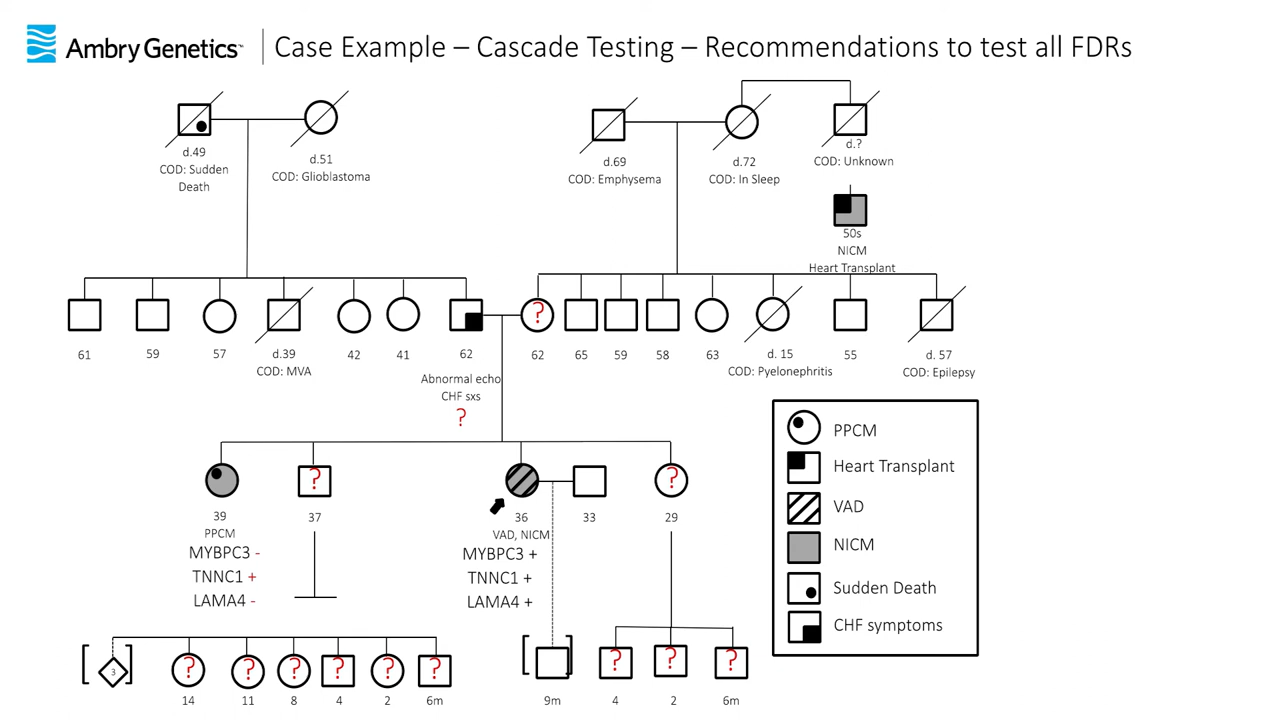 Ambry Genetics™
Case Example – Cascade Testing – Recommendations to test all FDRs
d.49
COD: Sudden
Death
d.51
COD: Glioblastoma
d.69
COD: Emphysema
d.72
COD: In Sleep
d.?
COD: Unknown
50s
NICM
Heart Transplant
?
61
59
57
d.39
COD: MVA
42
41
62
Abnormal echo
CHF sxs
?
62
65
59
58
63
d. 15
COD: Pyelonephritis
55
d. 57
COD: Epilepsy
PPCM
Heart Transplant
VAD
NICM
Sudden Death
CHF symptoms
?
?
39
PPCM
MYBPC3 -
TNNC1 +
LAMA4 -
37
36
VAD, NICM
MYBPC3 +
TNNC1 +
LAMA4 +
33
29
[ 3 ]
? ? ? ? ? ?
[ ]
? ? ?
14 11 8 4 2 6m
9m
4 2 6m